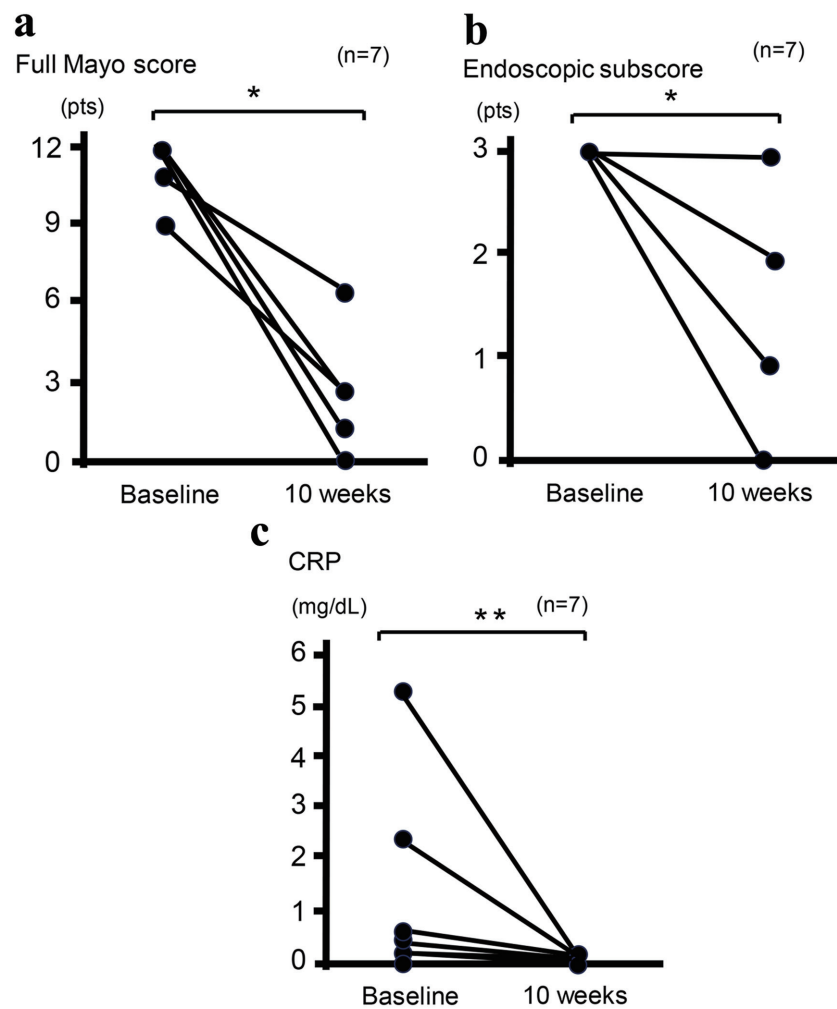 a
Full Mayo score
(n=7)
(pts)
*
12
9
6
3
0
Baseline
10 weeks
b
Endoscopic subscore
(n=7)
(pts)
*
3
2
1
0
Baseline
10 weeks
c
CRP
(mg/dL)
**
(n=7)
6
5
4
3
2
1
0
Baseline
10 weeks